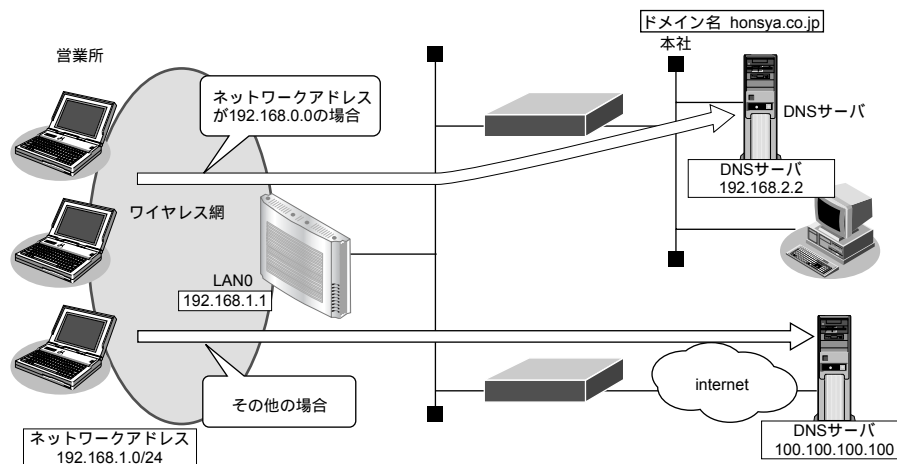 ドメイン名 honsya.co.jp
営業所
本社
ネットワークアドレス
が192.168.0.0の場合
DNSサーバ
DNSサーバ
192.168.2.2
ワイヤレス網
LAN0
192.168.1.1
internet
その他の場合
ネットワークアドレス
192.168.1.0/24
DNSサーバ
100.100.100.100